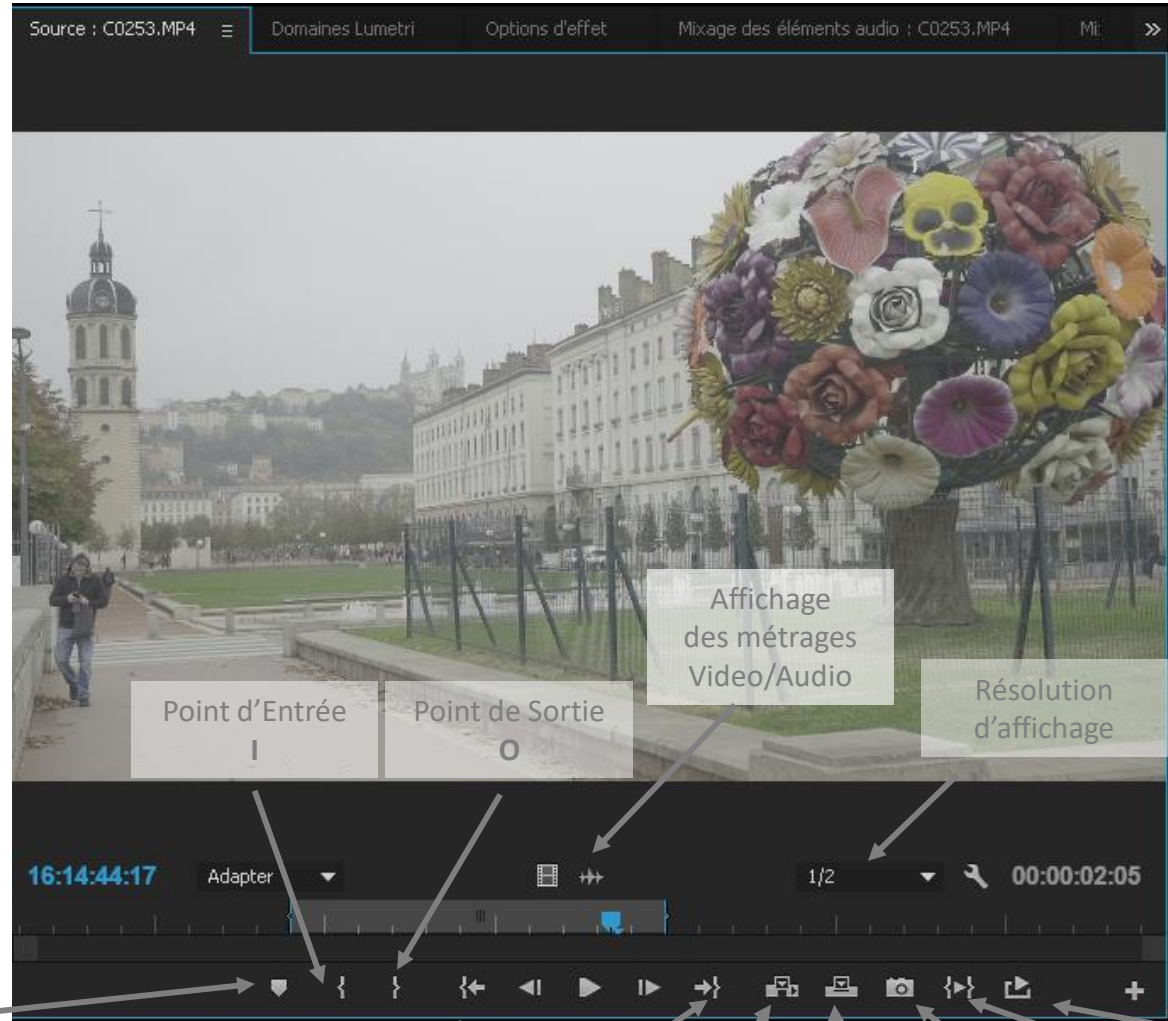 Source : C0253.MP4
Domaines Lumetri
Options d'effet
Mixage des éléments audio : C0253.MP4
Mi
Affichage
des métrages
Video/Audio
Résolution
d'affichage
Point d'Entrée
I
Point de Sortie
O
16:14:44:17
Adapter
1/2
00:00:02:05